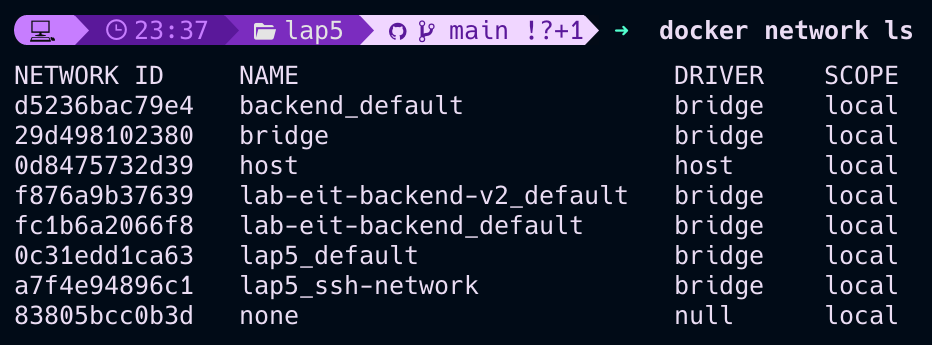 23:37 lap5 main !?+1 → docker network ls
NETWORK ID NAME DRIVER SCOPE
d5236bac79e4 backend_default bridge local
29d498102380 bridge bridge local
0d8475732d39 host host local
f876a9b37639 lab-eit-backend-v2_default bridge local
fc1b6a2066f8 lab-eit-backend_default bridge local
0c31edd1ca63 lap5_default bridge local
a7f4e94896c1 lap5_ssh-network bridge local
83805bcc0b3d none null local